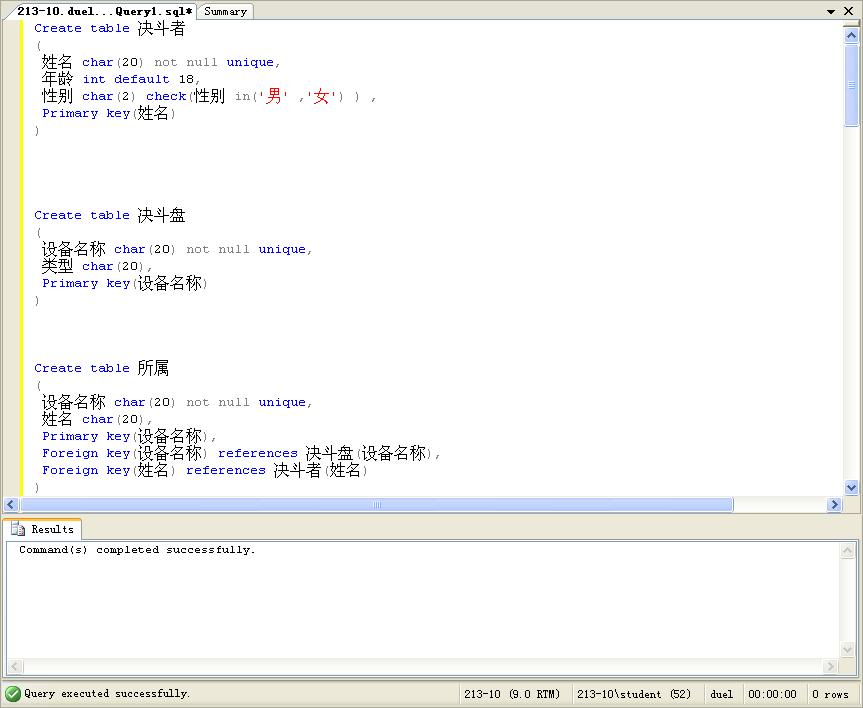 213-10.duel...Query1.sql* Summary
Create table 决斗者
(
姓名 char(20) not null unique,
年龄 int default 18,
性别 char(2) check(性别 in('男' ,'女') ) ,
Primary key(姓名)
)
Create table 决斗盘
(
设备名称 char(20) not null unique,
类型 char(20),
Primary key(设备名称)
)
Create table 所属
(
设备名称 char(20) not null unique,
姓名 char(20),
Primary key(设备名称),
Foreign key(设备名称) references 决斗盘(设备名称),
Foreign key(姓名) references 决斗者(姓名)
)
Results
Command(s) completed successfully.
Query executed successfully. 213-10 (9.0 RTM) 213-10\student (52) duel 00:00:00 0 rows